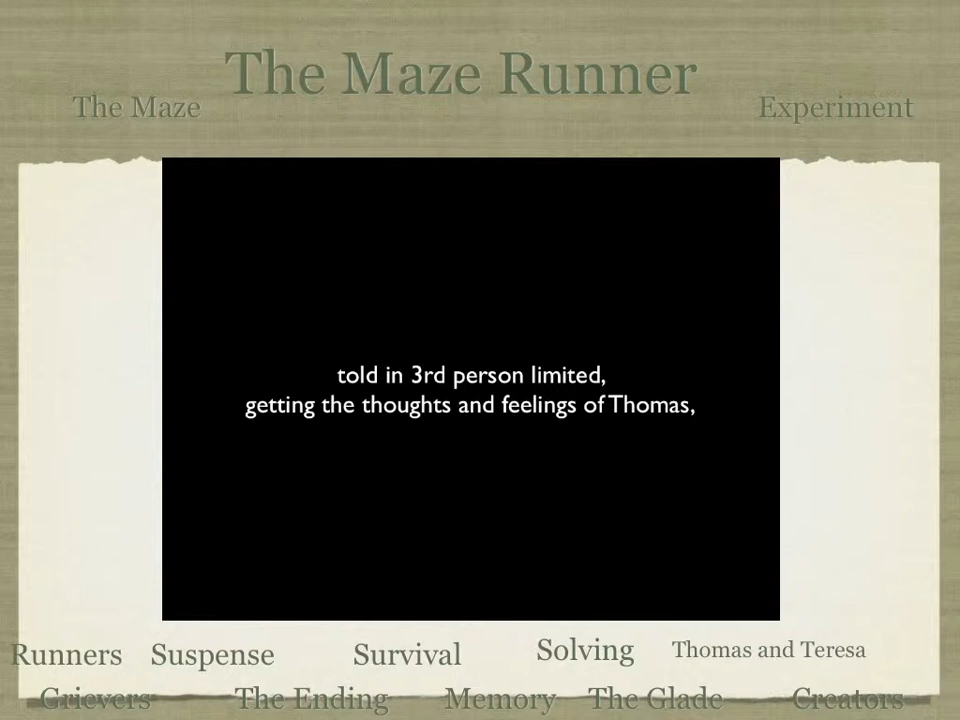 The Maze Runner
The Maze
Experiment
told in 3rd person limited,
getting the thoughts and feelings of Thomas,
Runners Suspense Survival Solving Thomas and Teresa
Grievers The Ending Memory The Glade Creators